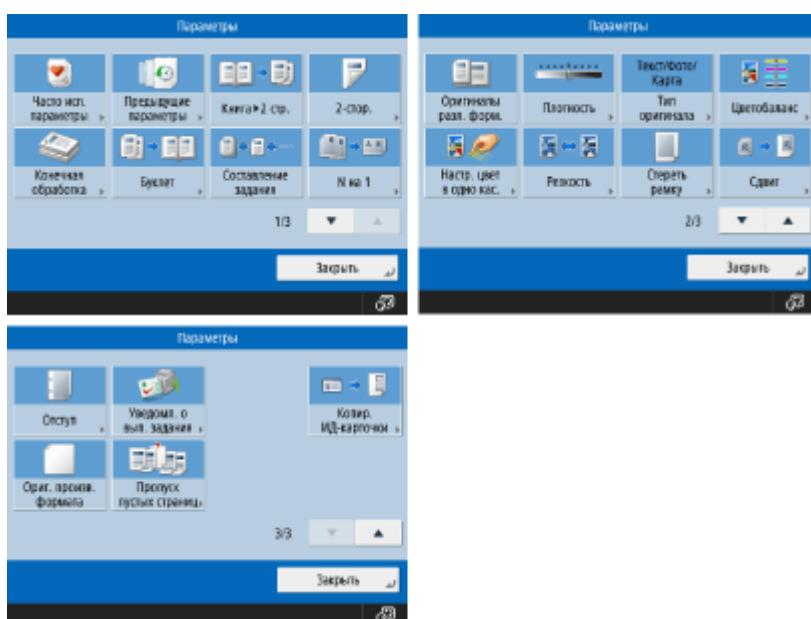 Параметры
Часто исп.
параметры
Предыдущие
параметры
Книга▶2 стр.
2-стор.
Конечная
обработка
Буклет
Составление
задания
N на 1
1/3
Закрыть
Параметры
Оригиналы
разл. форм.
Плотность
Текст/Фото/
Карта
Тип
оригинала
Цветобаланс
Настр. цвет
в одно кас.
Резкость
Стереть
рамку
Сдвиг
2/3
Закрыть
Параметры
Отступ
Уведомл. о
вып. задания
Копир.
ИД-карточки
Ориг. произв.
формата
Пропуск
пустых страниц
3/3
Закрыть